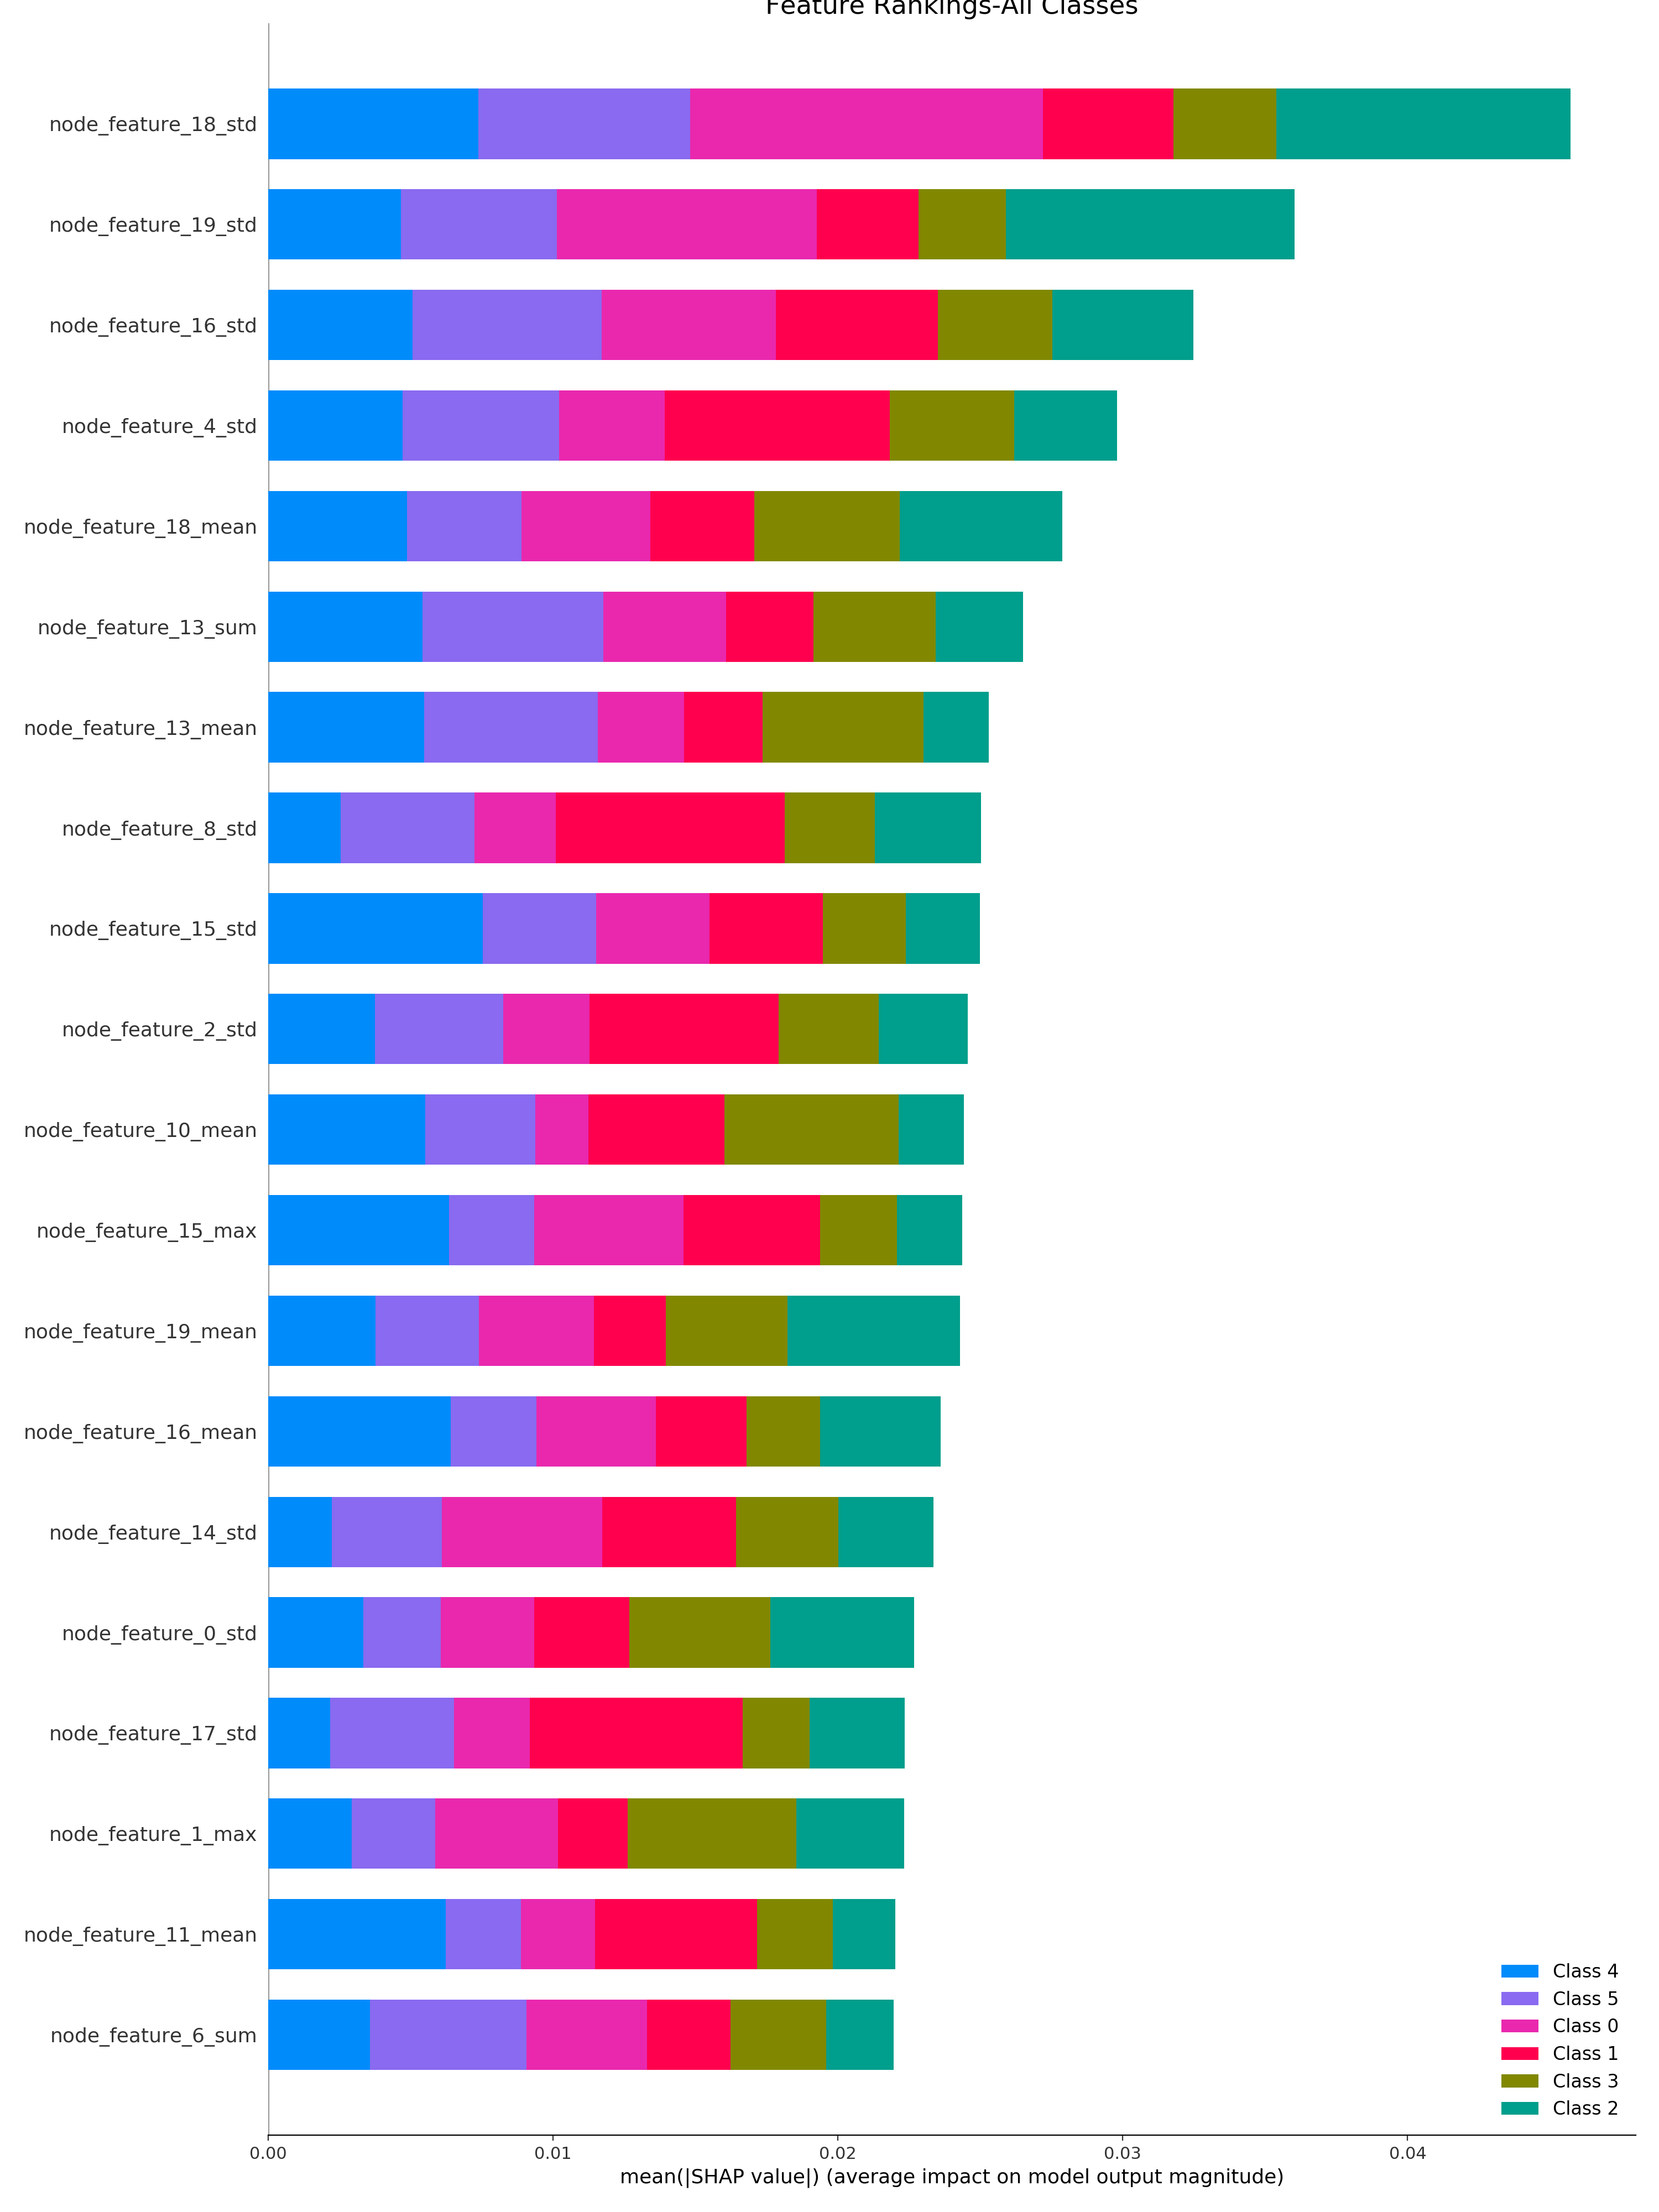 Feature Rankings-All Classes
node_feature_18_std
node_feature_19_std
node_feature_16_std
node_feature_4_std
node_feature_18_mean
node_feature_13_sum
node_feature_13_mean
node_feature_8_std
node_feature_15_std
node_feature_2_std
node_feature_10_mean
node_feature_15_max
node_feature_19_mean
node_feature_16_mean
node_feature_14_std
node_feature_0_std
node_feature_17_std
node_feature_1_max
node_feature_11_mean
node_feature_6_sum
Class 4
Class 5
Class 0
Class 1
Class 3
Class 2
0.00 0.01 0.02 0.03 0.04
mean(|SHAP value|) (average impact on model output magnitude)